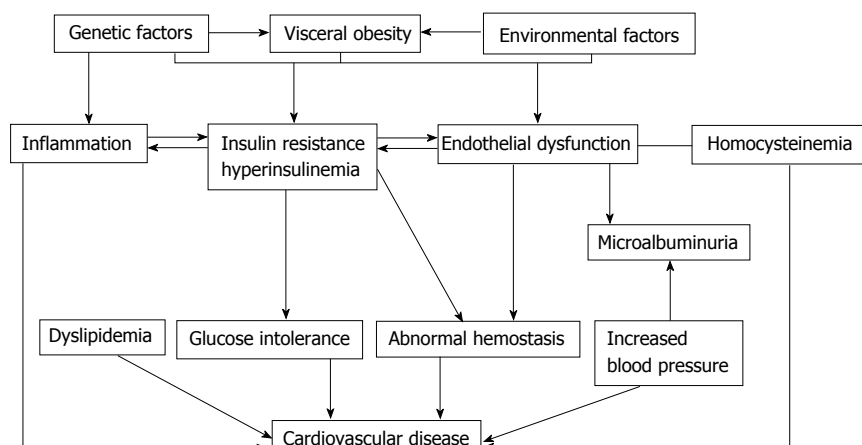 Genetic factors
Visceral obesity
Environmental factors
Inflammation
Insulin resistance
hyperinsulinemia
Endothelial dysfunction
Homocysteinemia
Microalbuminuria
Dyslipidemia
Glucose intolerance
Abnormal hemostasis
Increased
blood pressure
Cardiovascular disease